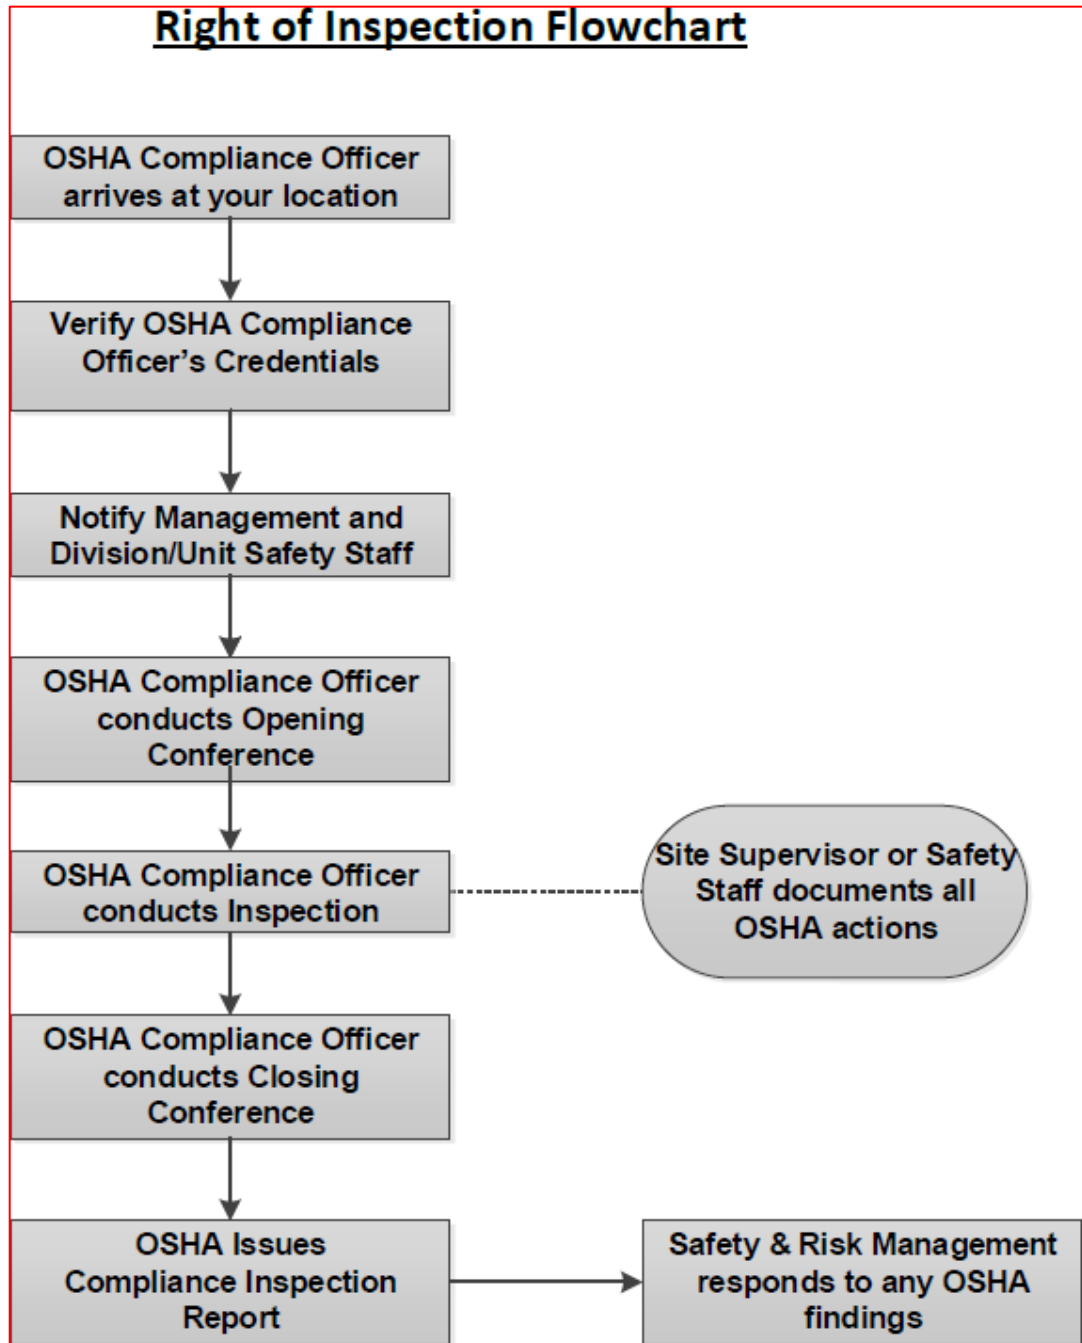 Right of Inspection Flowchart
OSHA Compliance Officer
arrives at your location
Verify OSHA Compliance
Officer’s Credentials
Notify Management and
Division/Unit Safety Staff
OSHA Compliance Officer
conducts Opening
Conference
OSHA Compliance Officer
conducts Inspection
Site Supervisor or Safety
Staff documents all
OSHA actions
OSHA Compliance Officer
conducts Closing
Conference
OSHA Issues
Compliance Inspection
Report
Safety & Risk Management
responds to any OSHA
findings